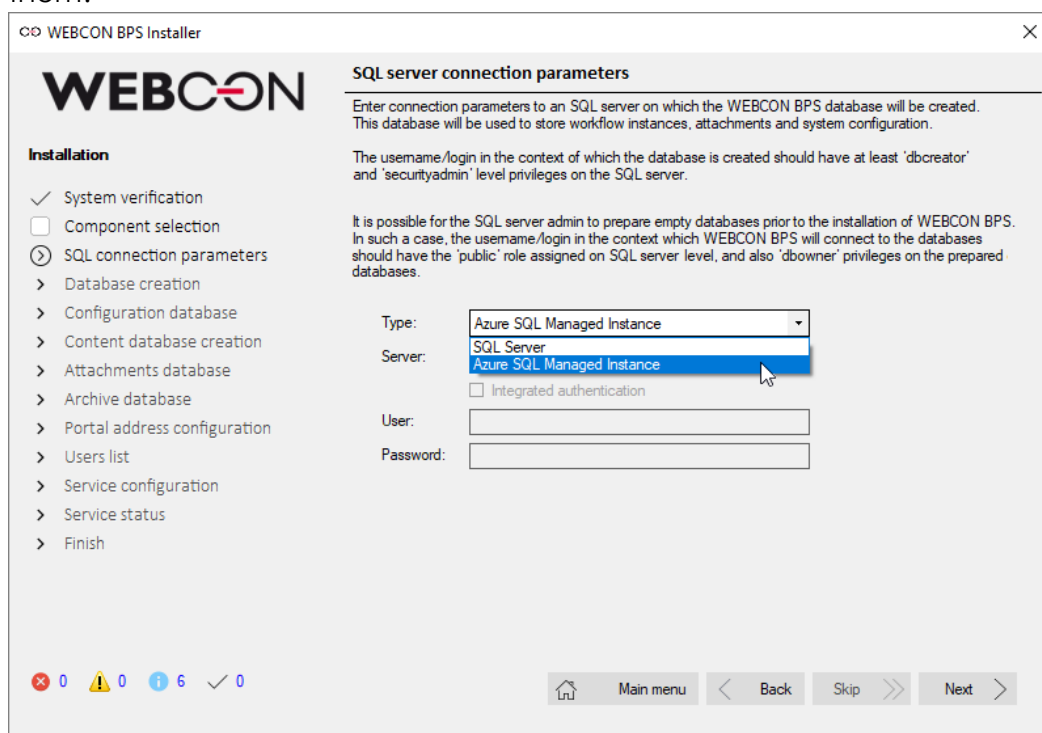 WEBCON BPS Installer
WEBCON
SQL server connection parameters
Enter connection parameters to an SQL server on which the WEBCON BPS database will be created.
This database will be used to store workflow instances, attachments and system configuration.
The username/login in the context of which the database is created should have at least 'dbcreator'
and 'securityadmin' level privileges on the SQL server.
It is possible for the SQL server admin to prepare empty databases prior to the installation of WEBCON BPS.
In such a case, the username/login in the context which WEBCON BPS will connect to the databases
should have the 'public' role assigned on SQL server level, and also 'dbowner' privileges on the prepared
databases.
Installation
System verification
Component selection
SQL connection parameters
Database creation
Configuration database
Content database creation
Attachments database
Archive database
Portal address configuration
Users list
Service configuration
Service status
Finish
Type: Azure SQL Managed Instance
SQL Server
Server: Azure SQL Managed Instance
Integrated authentication
User:
Password:
0 0 6 0
Main menu Back Skip Next